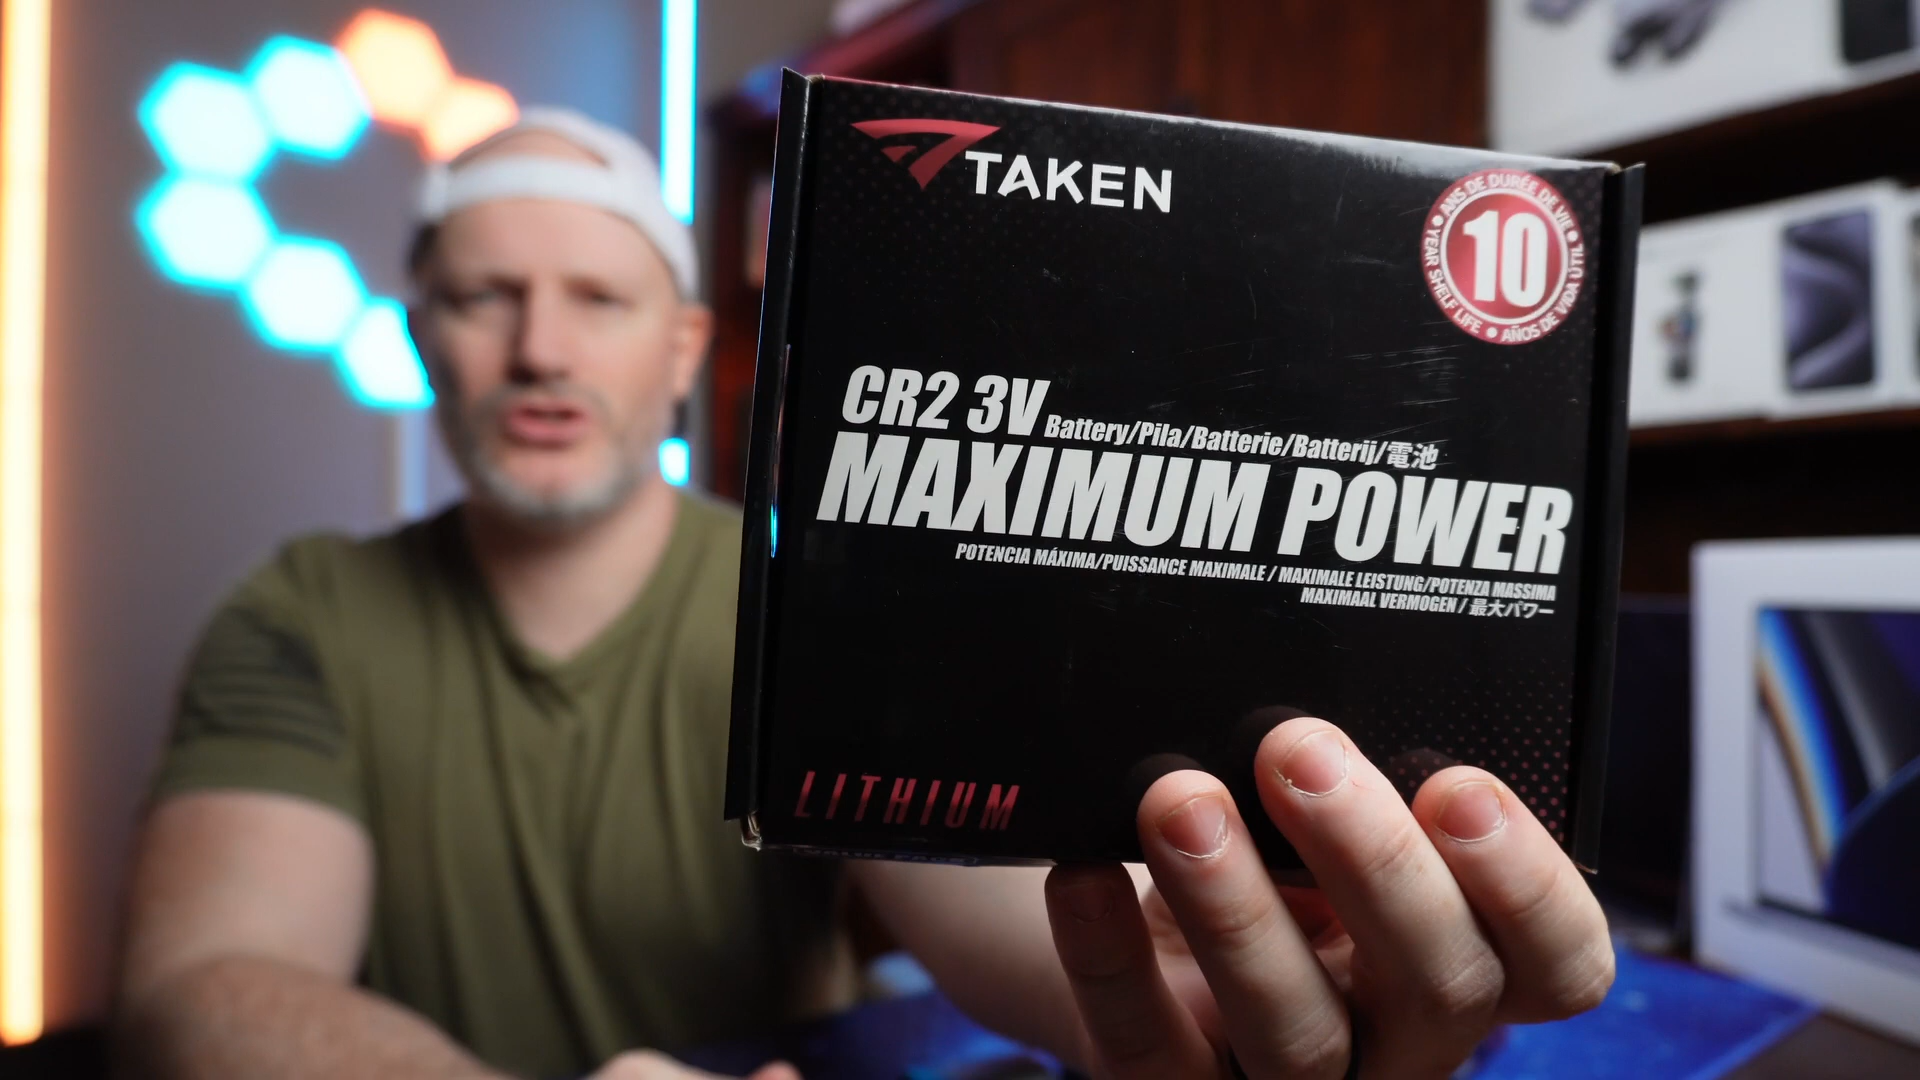 TAKEN
ANS DE DURÉE DE VIE • AÑOS DE VIDA ÚTIL • YEAR SHELF LIFE
10
CR2 3V Battery/Pila/Batterie/Batterij/電池
MAXIMUM POWER
POTENCIA MÁXIMA/PUISSANCE MAXIMALE / MAXIMALE LEISTUNG/POTENZA MASSIMA
MAXIMAAL VERMOGEN / 最大パワー
LITHIUM